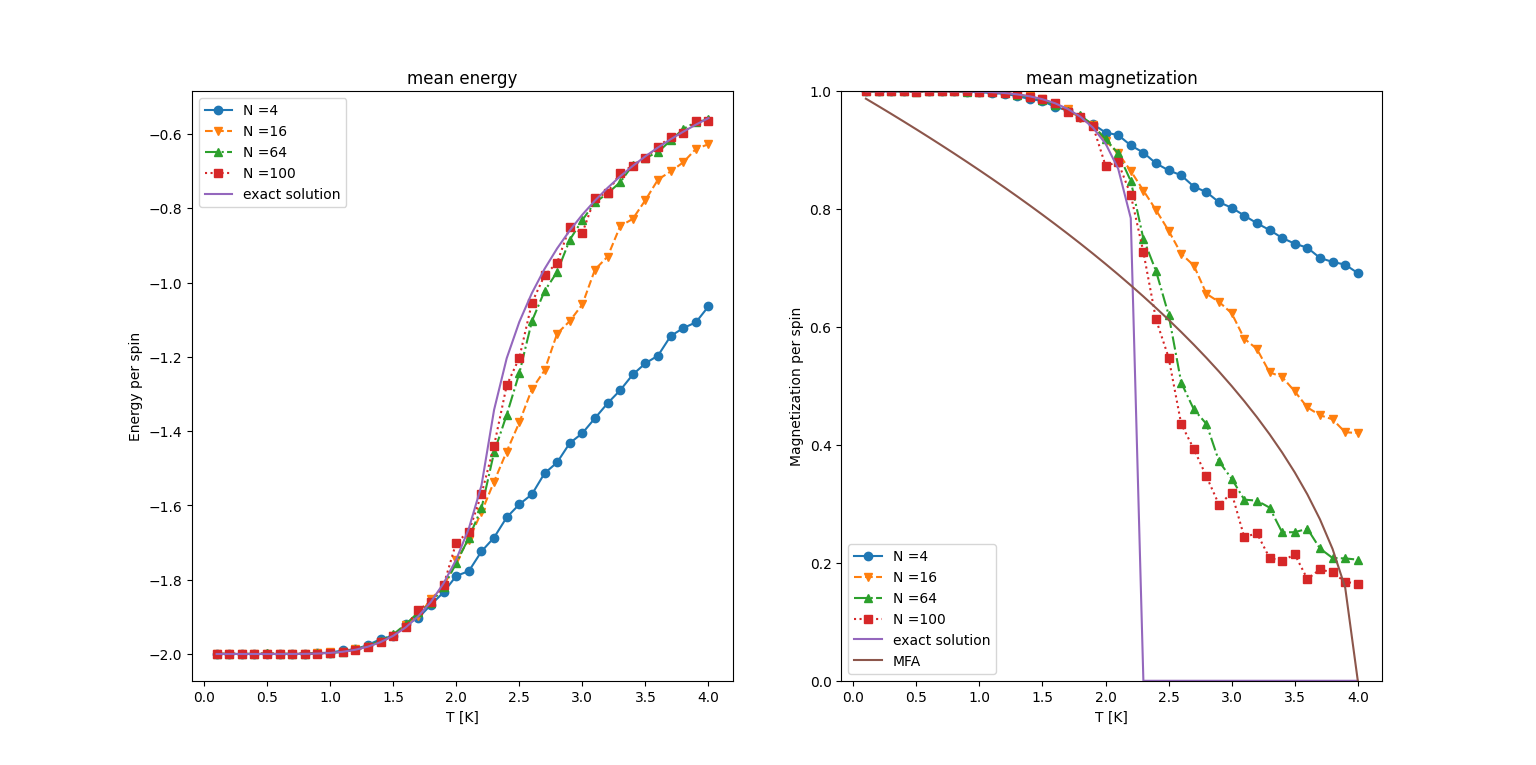 mean energy
N =4
N =16
N =64
N =100
exact solution
−0.6
−0.8
−1.0
−1.2
−1.4
−1.6
−1.8
−2.0
Energy per spin
0.0 0.5 1.0 1.5 2.0 2.5 3.0 3.5 4.0
T [K]
mean magnetization
1.0
0.8
0.6
0.4
0.2
0.0
Magnetization per spin
N =4
N =16
N =64
N =100
exact solution
MFA
0.0 0.5 1.0 1.5 2.0 2.5 3.0 3.5 4.0
T [K]